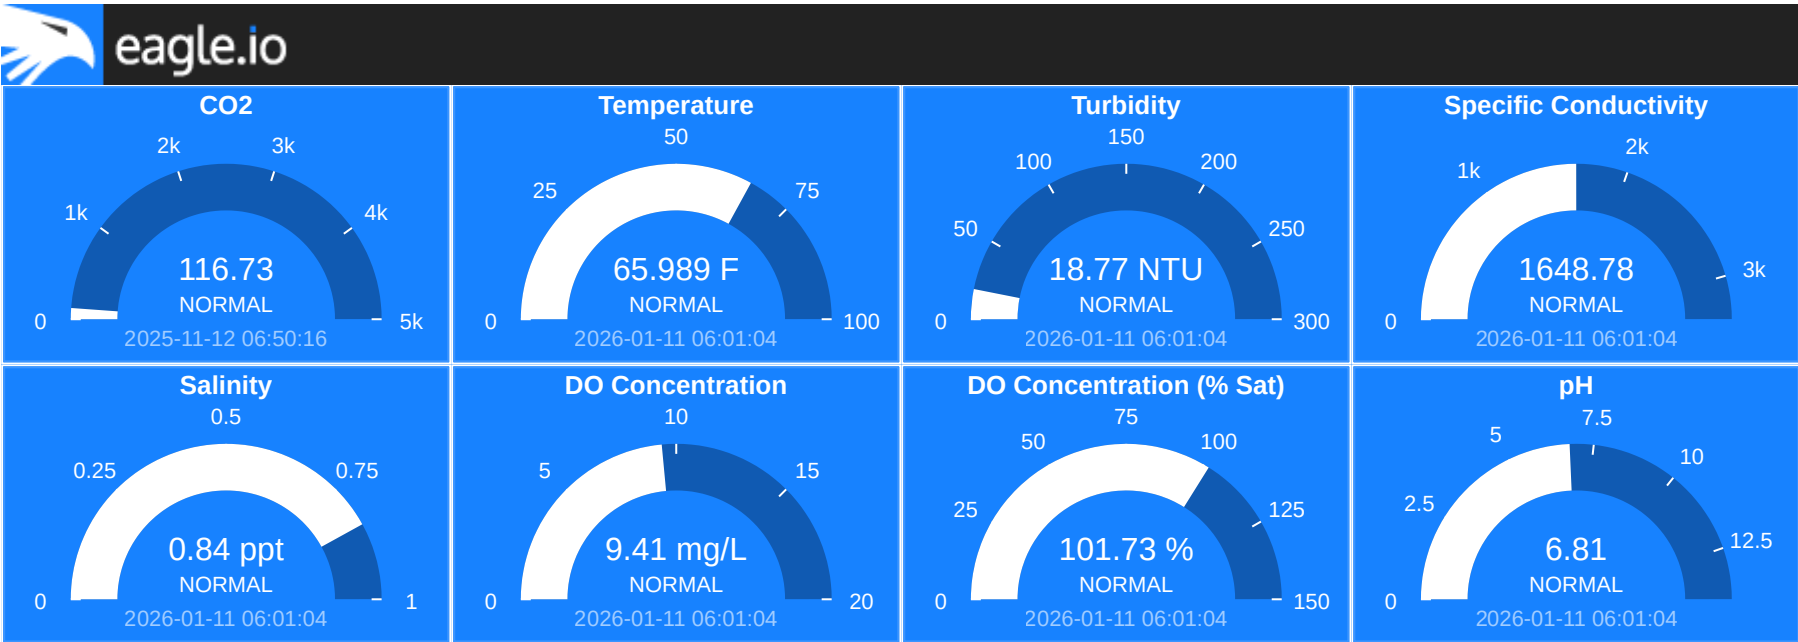 eagle.io
CO2
0
1k
2k
3k
4k
5k
116.73
NORMAL
2025-11-12 06:50:16
Temperature
0
25
50
75
100
65.989 F
NORMAL
2026-01-11 06:01:04
Turbidity
0
50
100
150
200
250
300
18.77 NTU
NORMAL
2026-01-11 06:01:04
Specific Conductivity
0
1k
2k
3k
1648.78
NORMAL
2026-01-11 06:01:04
Salinity
0
0.25
0.5
0.75
1
0.84 ppt
NORMAL
2026-01-11 06:01:04
DO Concentration
0
5
10
15
20
9.41 mg/L
NORMAL
2026-01-11 06:01:04
DO Concentration (% Sat)
0
25
50
75
100
125
150
101.73 %
NORMAL
2026-01-11 06:01:04
pH
0
2.5
5
7.5
10
12.5
6.81
NORMAL
2026-01-11 06:01:04